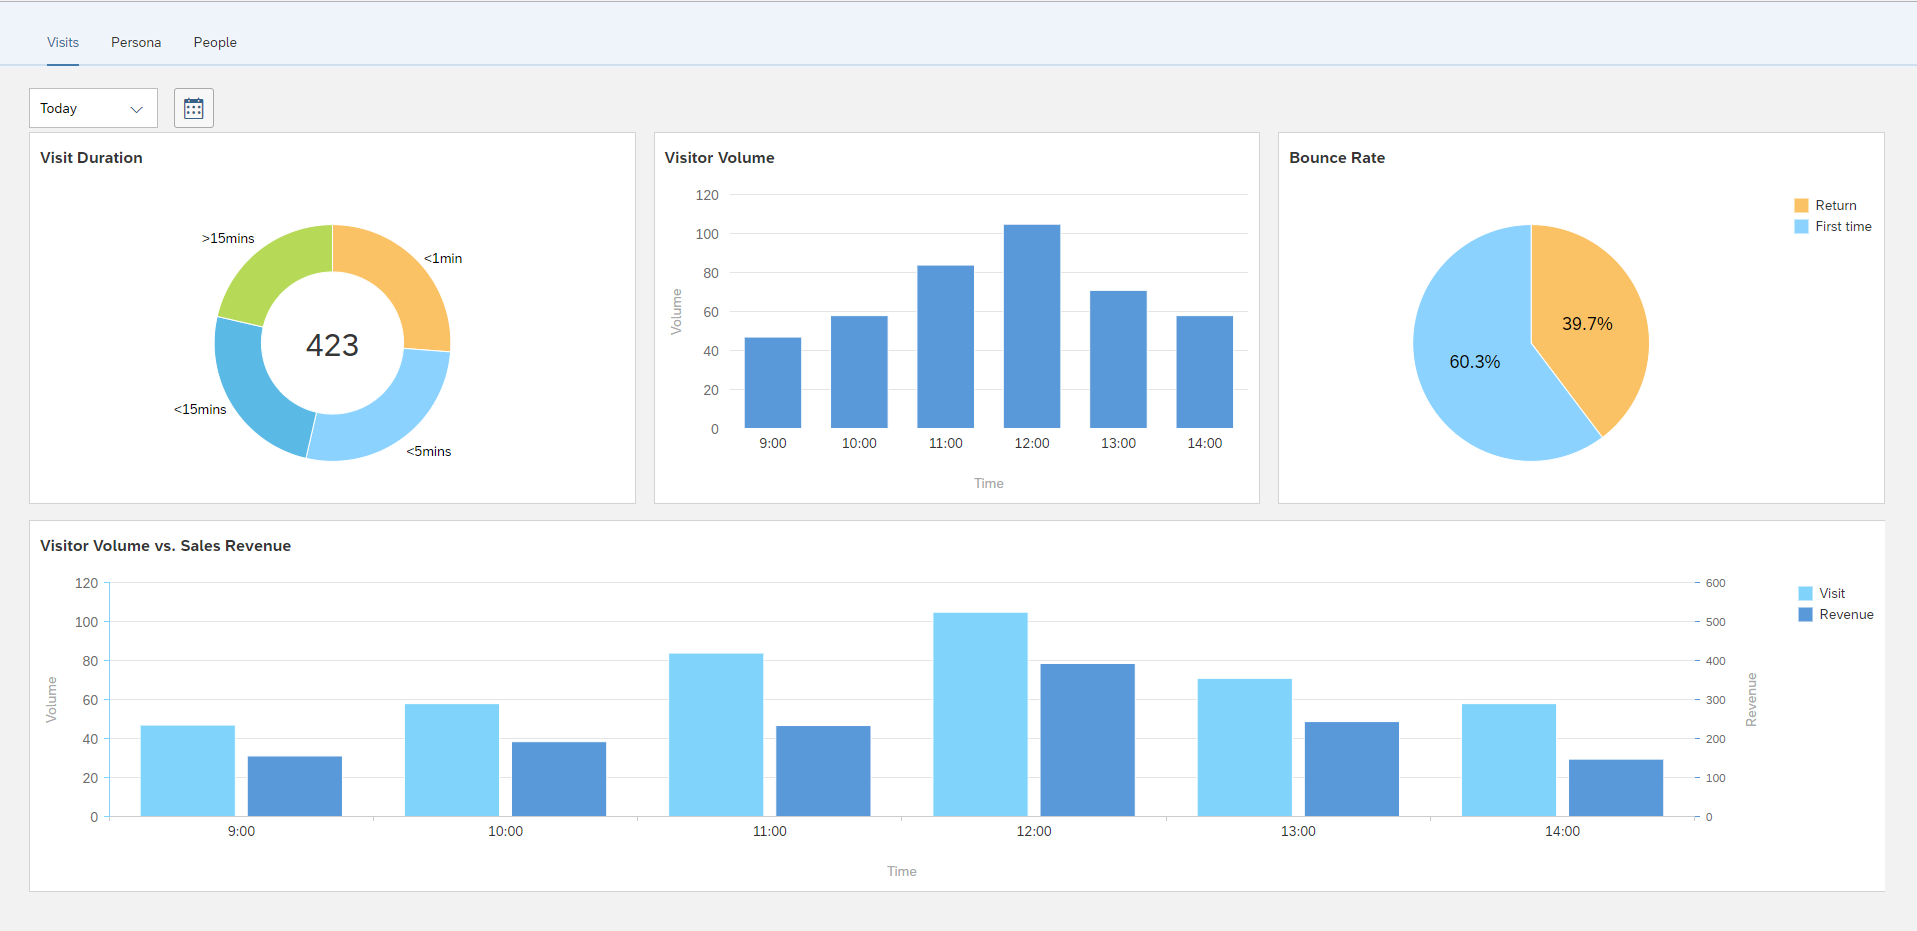 Visits Persona People
Today
Visit Duration
>15mins
<1min
423
<15mins
<5mins
Visitor Volume
120
100
80
60
40
20
0
Volume
9:00 10:00 11:00 12:00 13:00 14:00
Time
Bounce Rate
Return
First time
39.7%
60.3%
Visitor Volume vs. Sales Revenue
120
100
80
60
40
20
0
Volume
600
500
400
300
200
100
0
Revenue
Visit
Revenue
9:00 10:00 11:00 12:00 13:00 14:00
Time